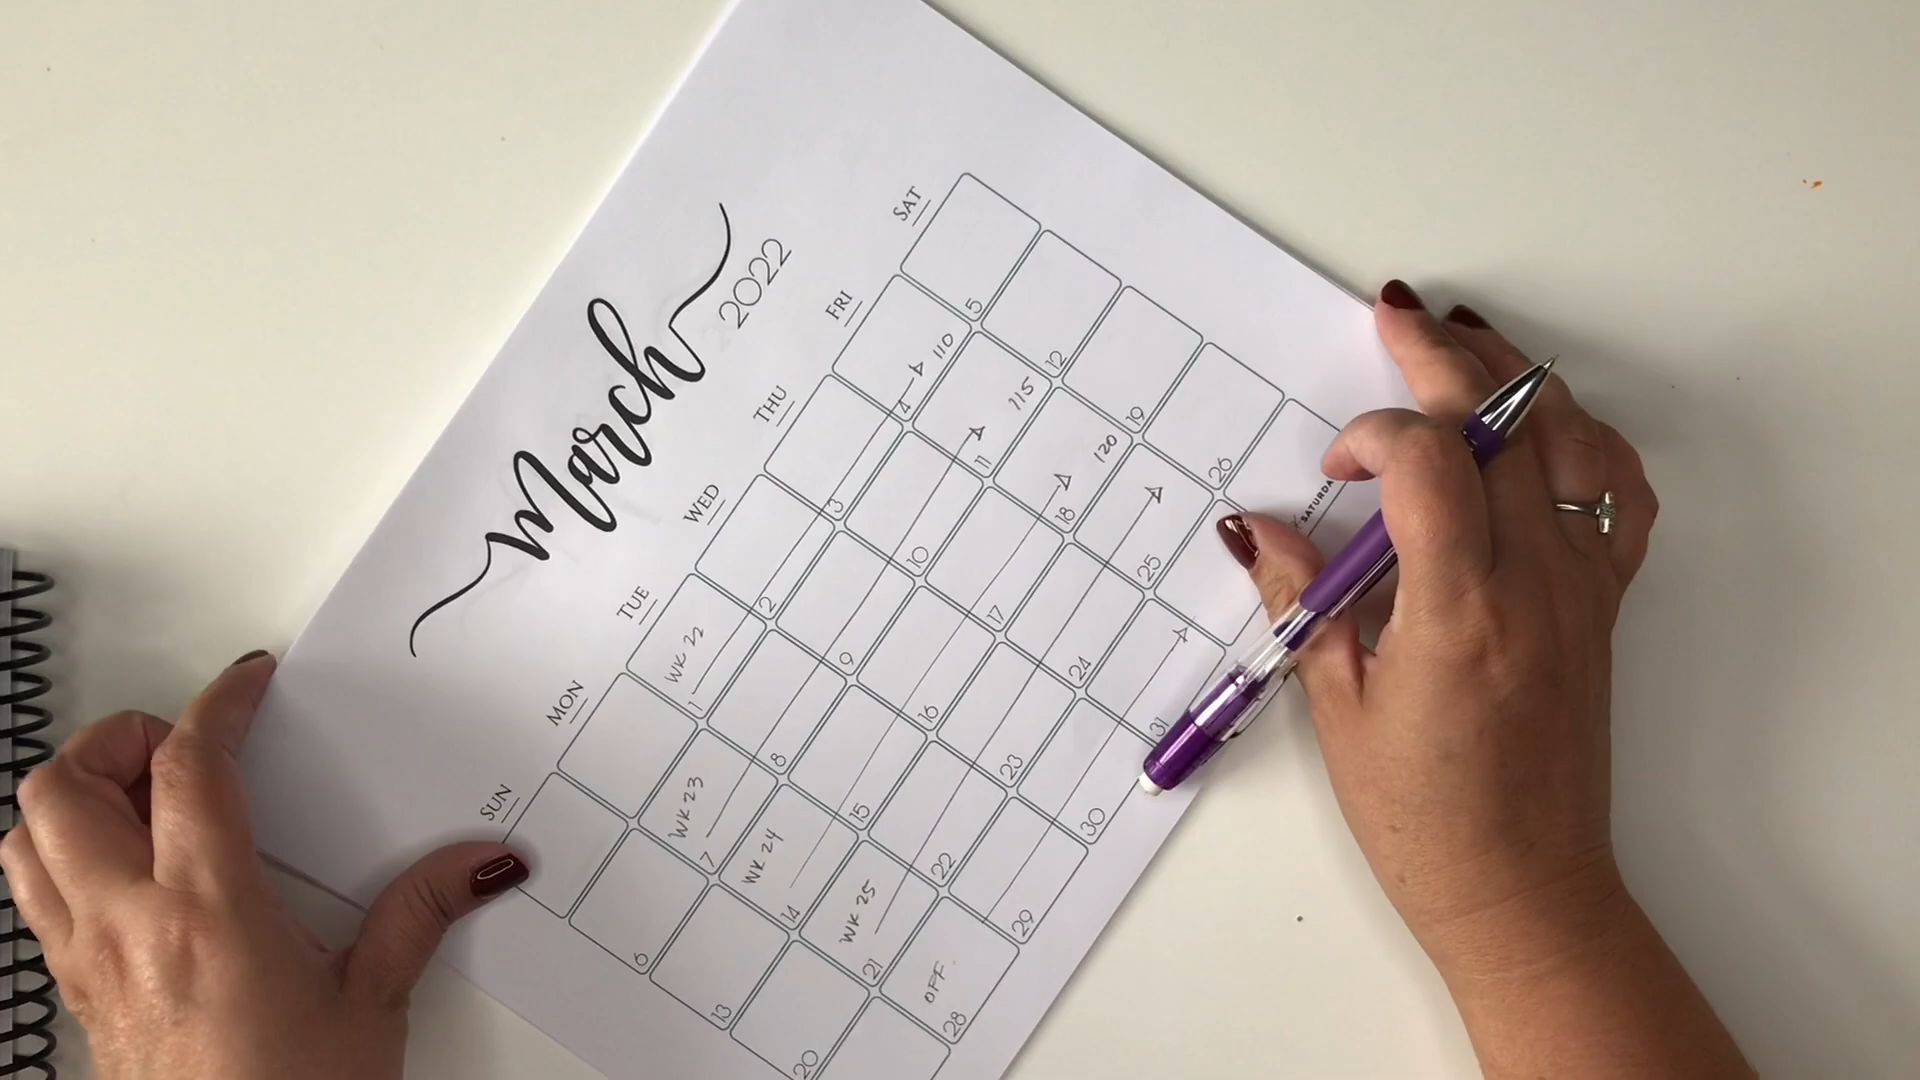 March
2022
SUN MON TUE WED THU FRI SAT
WK 22 110
1 2 3 4 5
WK 23 115
6 7 8 9 10 11 12
WK 24 120
13 14 15 16 17 18 19
WK 25
20 21 22 23 24 25 26
OFF
28 29 30 31
SATURDA